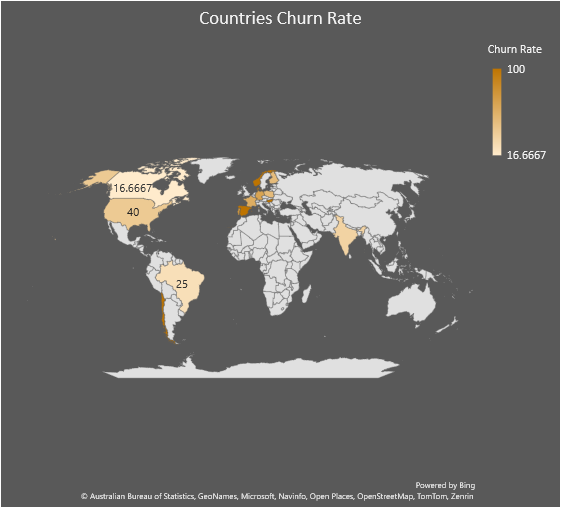 Countries Churn Rate
Churn Rate
100
16.6667
16.6667
40
25
Powered by Bing
© Australian Bureau of Statistics, GeoNames, Microsoft, Navinfo, Open Places, OpenStreetMap, TomTom, Zenrin